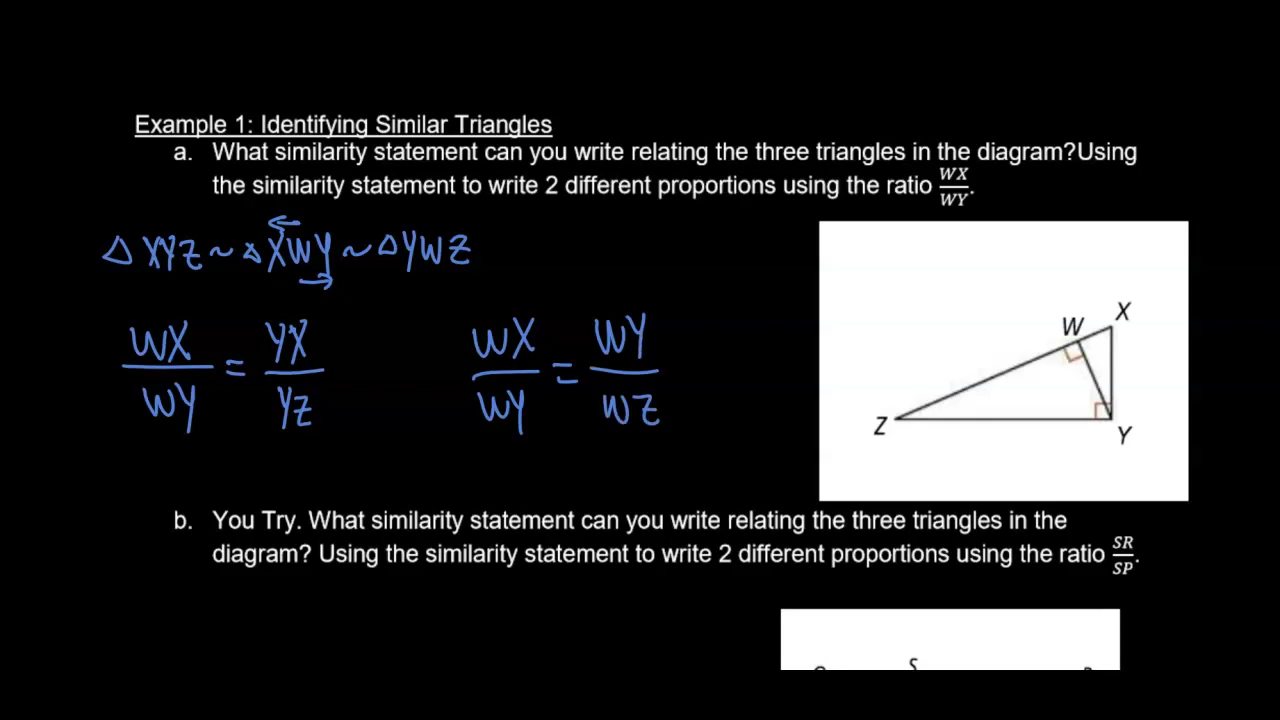 Example 1: Identifying Similar Triangles
a. What similarity statement can you write relating the three triangles in the diagram?Using
the similarity statement to write 2 different proportions using the ratio WX/WY.
△XYZ ~ △XWY ~ △YWZ
WX/WY = YX/YZ
WX/WY = WY/WZ
X
W
Z
Y
b. You Try. What similarity statement can you write relating the three triangles in the
diagram? Using the similarity statement to write 2 different proportions using the ratio SR/SP.
S